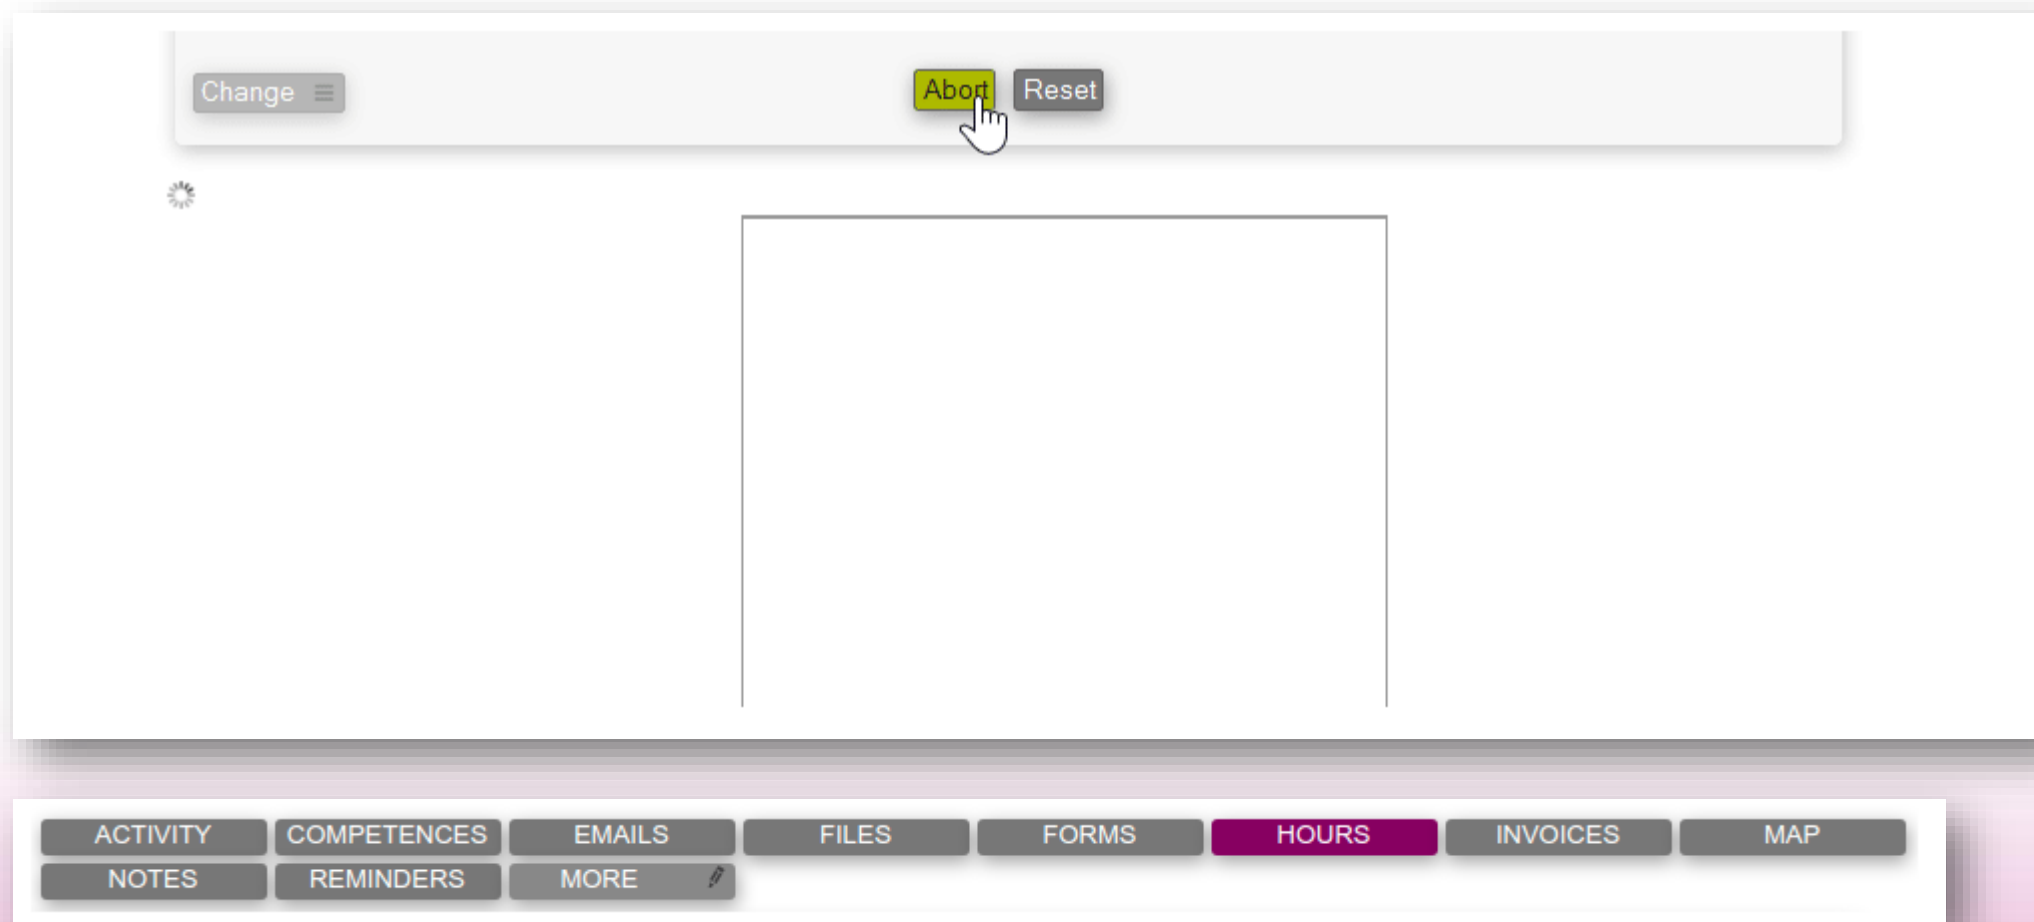 Change Abort Reset
ACTIVITY COMPETENCES EMAILS FILES FORMS HOURS INVOICES MAP
NOTES REMINDERS MORE